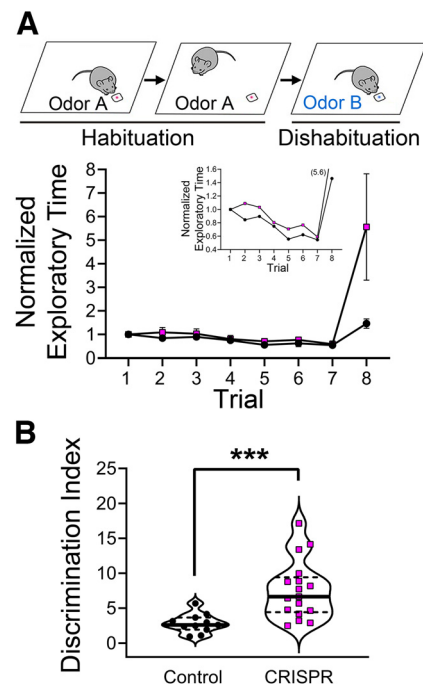 A
Odor A
Odor A
Odor B
Habituation
Dishabituation
Normalized
Exploratory Time
8
7
6
5
4
3
2
1
0
1 2 3 4 5 6 7 8
Trial
Normalized
Exploratory Time
1.6
1.4
1.2
1.0
0.8
0.6
0.4
(5.6)
1 2 3 4 5 6 7 8
Trial
B
Discrimination Index
25
20
15
10
5
0
***
Control
CRISPR